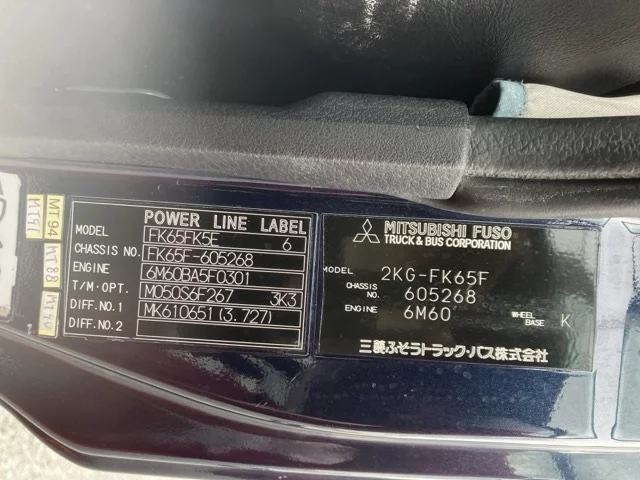 MT94
MT91
MT88
POWER LINE LABEL
MODEL FK65FK5E 6
CHASSIS NO. FK65F-605268
ENGINE 6M60BA5F0301
T/M·OPT. M050S6F267 3K3
DIFF.NO.1 MK610651(3.727)
DIFF.NO.2
MITSUBISHI FUSO
TRUCK & BUS CORPORATION
MODEL 2KG-FK65F
CHASSIS NO. 605268
ENGINE 6M60 WHEEL BASE K
三菱ふそうトラック・バス株式会社